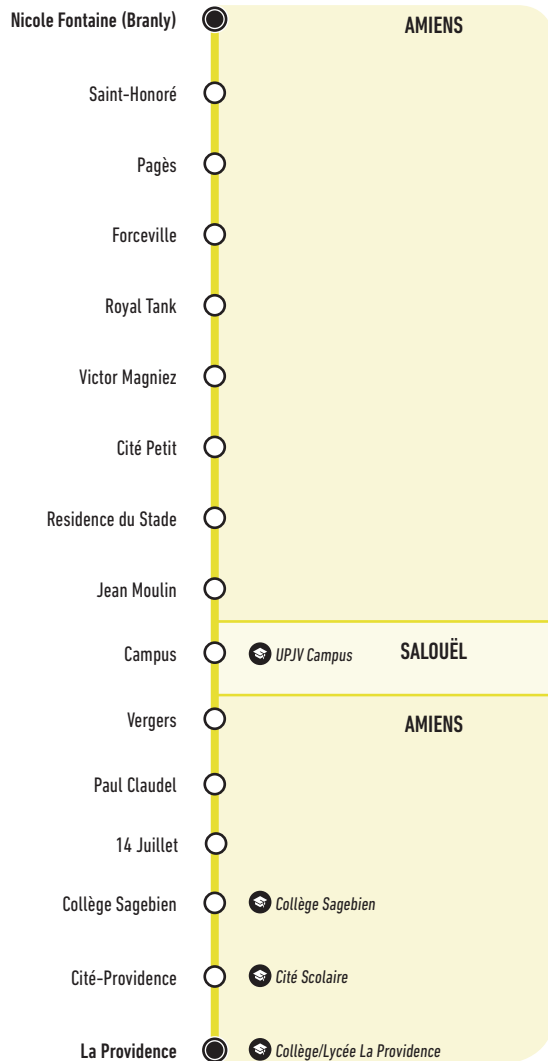 Nicole Fontaine (Branly)
AMIENS
Saint-Honoré
Pagès
Forceville
Royal Tank
Victor Magniez
Cité Petit
Residence du Stade
Jean Moulin
Campus
UPJV Campus
SALOUËL
Vergers
AMIENS
Paul Claudel
14 Juillet
Collège Sagebien
Collège Sagebien
Cité-Providence
Cité Scolaire
La Providence
Collège/Lycée La Providence